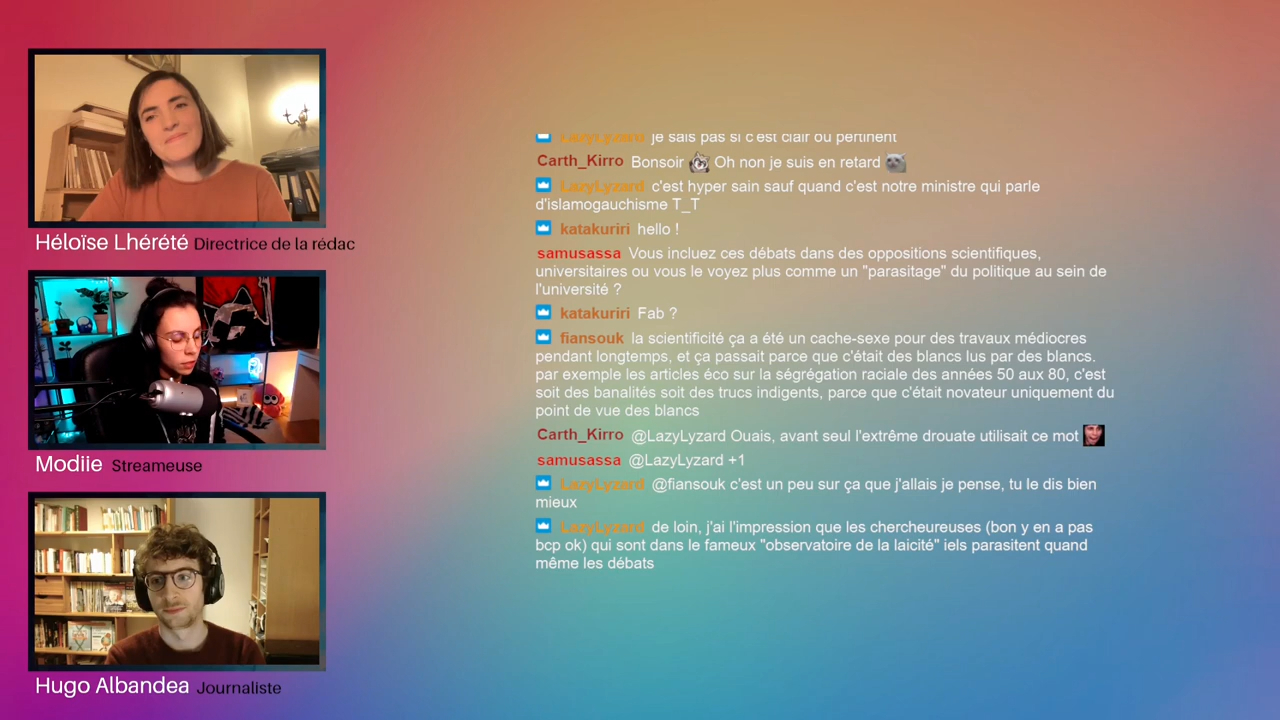 Héloïse Lhérété Directrice de la rédac
Modiie Streameuse
Hugo Albandea Journaliste
LazyLyzard je sais pas si c'est clair ou pertinent
Carth_Kirro Bonsoir Oh non je suis en retard
LazyLyzard c'est hyper sain sauf quand c'est notre ministre qui parle
d'islamogauchisme T_T
katakuriri hello !
samusassa Vous incluez ces débats dans des oppositions scientifiques,
universitaires ou vous le voyez plus comme un "parasitage" du politique au sein de
l'université ?
katakuriri Fab ?
fiansouk la scientificité ça a été un cache-sexe pour des travaux médiocres
pendant longtemps, et ça passait parce que c'était des blancs lus par des blancs.
par exemple les articles éco sur la ségrégation raciale des années 50 aux 80, c'est
soit des banalités soit des trucs indigents, parce que c'était novateur uniquement du
point de vue des blancs
Carth_Kirro @LazyLyzard Ouais, avant seul l'extrême drouate utilisait ce mot
samusassa @LazyLyzard +1
LazyLyzard @fiansouk c'est un peu sur ça que j'allais je pense, tu le dis bien
mieux
LazyLyzard de loin, j'ai l'impression que les chercheureuses (bon y en a pas
bcp ok) qui sont dans le fameux "observatoire de la laicité" iels parasitent quand
même les débats